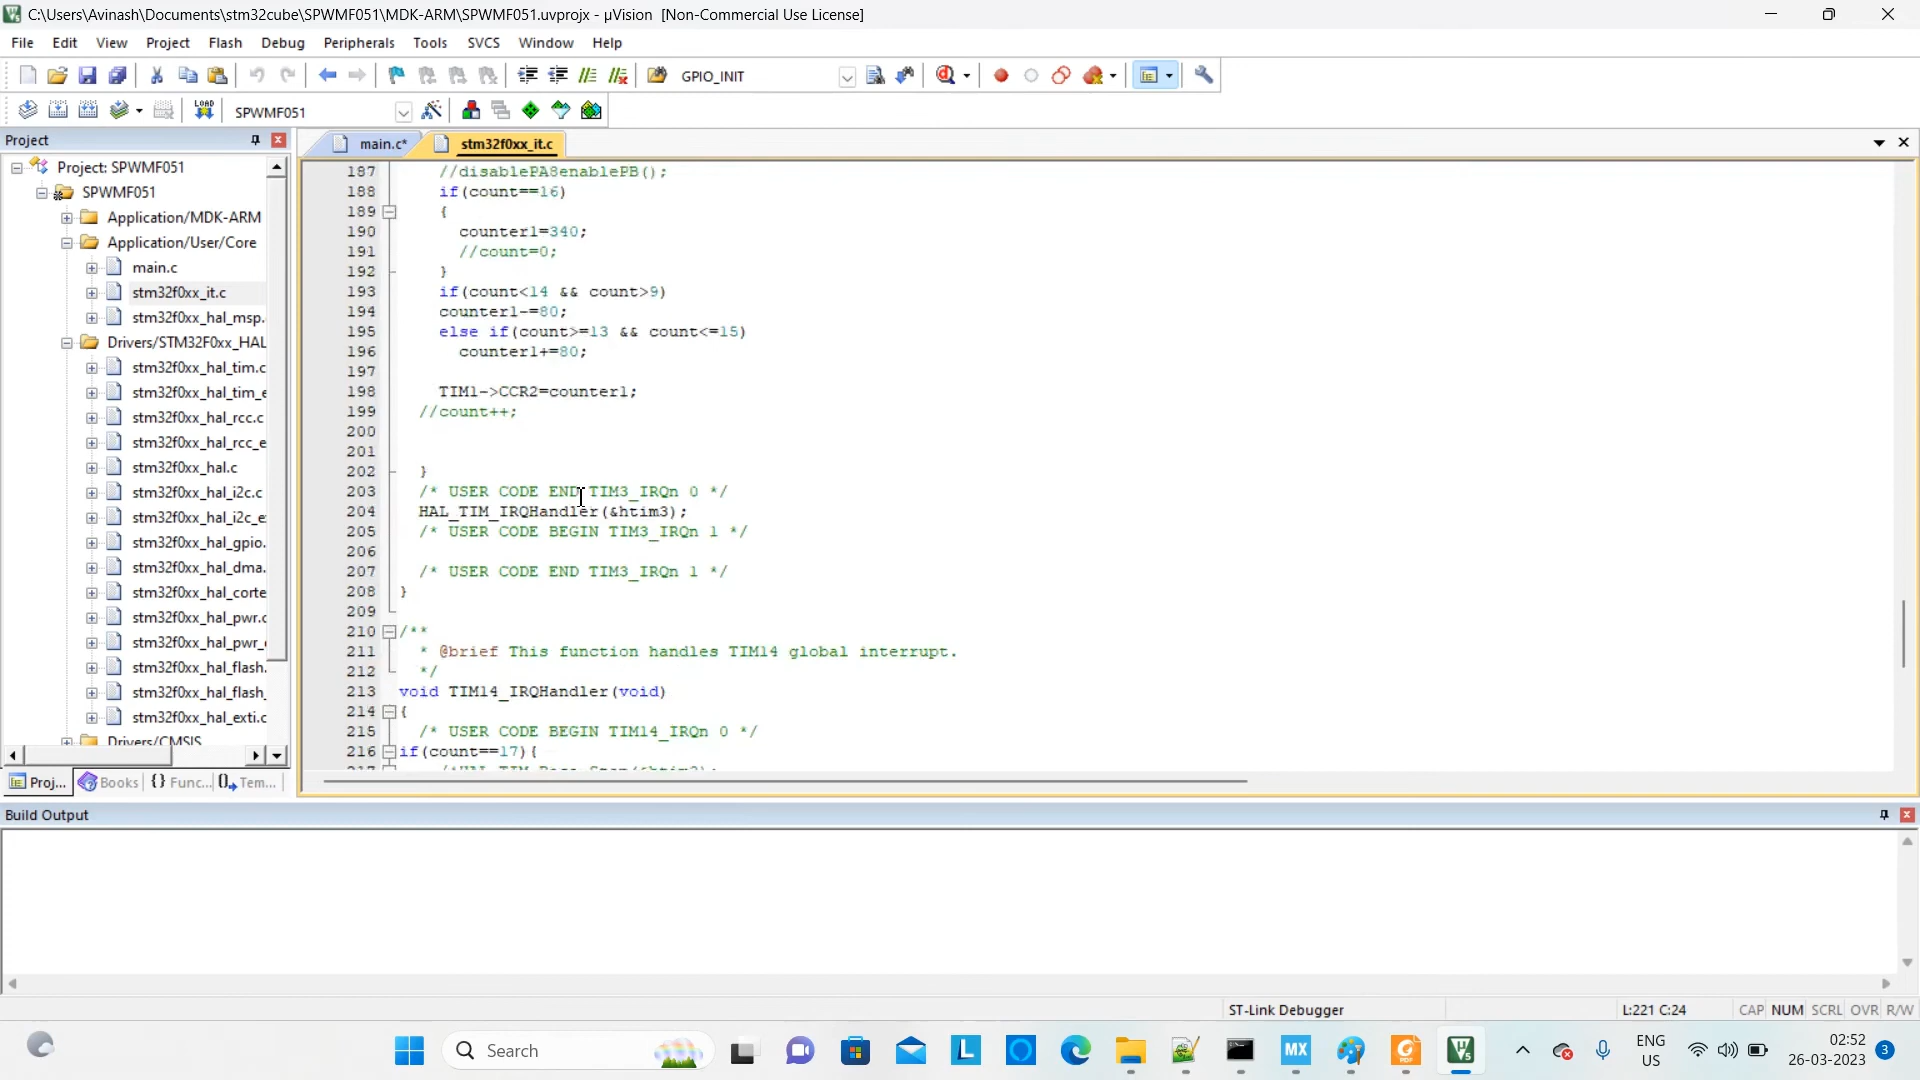 C:\Users\Avinash\Documents\stm32cube\SPWMF051\MDK-ARM\SPWMF051.uvprojx - µVision [Non-Commercial Use License]
File Edit View Project Flash Debug Peripherals Tools SVCS Window Help
GPIO_INIT
LOAD SPWMF051
Project
main.c* stm32f0xx_it.c
Project: SPWMF051
SPWMF051
Application/MDK-ARM
Application/User/Core
main.c
stm32f0xx_it.c
stm32f0xx_hal_msp.
Drivers/STM32F0xx_HAL
stm32f0xx_hal_tim.c
stm32f0xx_hal_tim_e
stm32f0xx_hal_rcc.c
stm32f0xx_hal_rcc_e
stm32f0xx_hal.c
stm32f0xx_hal_i2c.c
stm32f0xx_hal_i2c_e
stm32f0xx_hal_gpio.
stm32f0xx_hal_dma.
stm32f0xx_hal_corte
stm32f0xx_hal_pwr.c
stm32f0xx_hal_pwr_
stm32f0xx_hal_flash.
stm32f0xx_hal_flash_
stm32f0xx_hal_exti.c
Drivers/CMSIS
Proj... Books {} Func... Tem...
187 //disablePA8enablePB();
188 if(count==16)
189 {
190 counter1=340;
191 //count=0;
192 }
193 if(count<14 && count>9)
194 counter1-=80;
195 else if(count>=13 && count<=15)
196 counter1+=80;
197
198 TIM1->CCR2=counter1;
199 //count++;
200
201
202 }
203 /* USER CODE END TIM3_IRQn 0 */
204 HAL_TIM_IRQHandler(&htim3);
205 /* USER CODE BEGIN TIM3_IRQn 1 */
206
207 /* USER CODE END TIM3_IRQn 1 */
208 }
209
210 /**
211 * @brief This function handles TIM14 global interrupt.
212 */
213 void TIM14_IRQHandler(void)
214 {
215 /* USER CODE BEGIN TIM14_IRQn 0 */
216 if(count==17){
Build Output
ST-Link Debugger L:221 C:24 CAP NUM SCRL OVR R/W
Search
ENG
US
02:52
26-03-2023
3